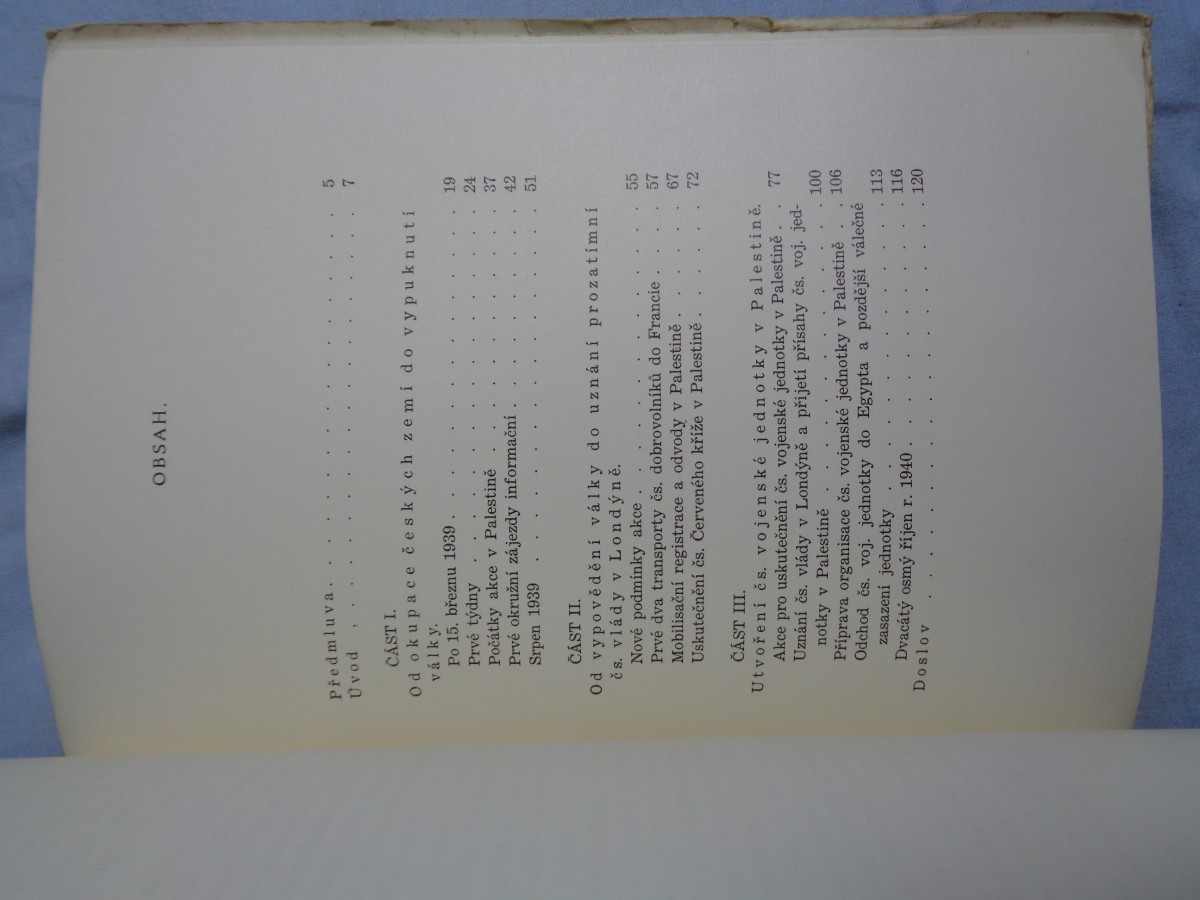 OBSAH.
Předmluva. . . . . . . . . . . . . . . . . . 5
Úvod , . . . . . . . . . . . . . . . . . 7
ČÁST I.
Od okupace českých zemí do vypuknutí
války.
Po 15. březnu 1939 . . . . . . . . . . . . . 19
Prvé týdny . . . . . . . . . . . . . . . 24
Počátky akce v Palestině . . . . . . . . . . . 37
Prvé okružní zájezdy informační . . . . . . . . . 42
Srpen 1939 . . . . . . . . . . . . . . . 51
ČÁST II.
Od vypovědění války do uznání prozatímní
čs. vlády v Londýně.
Nové podmínky akce . . . . . . . . . . . . 55
Prvé dva transporty čs. dobrovolníků do Francie . . . . 57
Mobilisační registrace a odvody v Palestině . . . . . . 67
Uskutečnění čs. Červeného kříže v Palestině . . . . . . 72
ČÁST III.
Utvoření čs. vojenské jednotky v Palestině.
Akce pro uskutečnění čs. vojenské jednotky v Palestině . . 77
Uznání čs. vlády v Londýně a přijetí přísahy čs. voj. jed-
notky v Palestině . . . . . . . . . . . . . 100
Příprava organisace čs. vojenské jednotky v Palestině . . 106
Odchod čs. voj. jednotky do Egypta a pozdější válečné
zasazení jednotky . . . . . . . . . . . . . 113
Dvacátý osmý říjen r. 1940 . . . . . . . . . . . 116
Doslov . . . . . . . . . . . . . . . . . 120